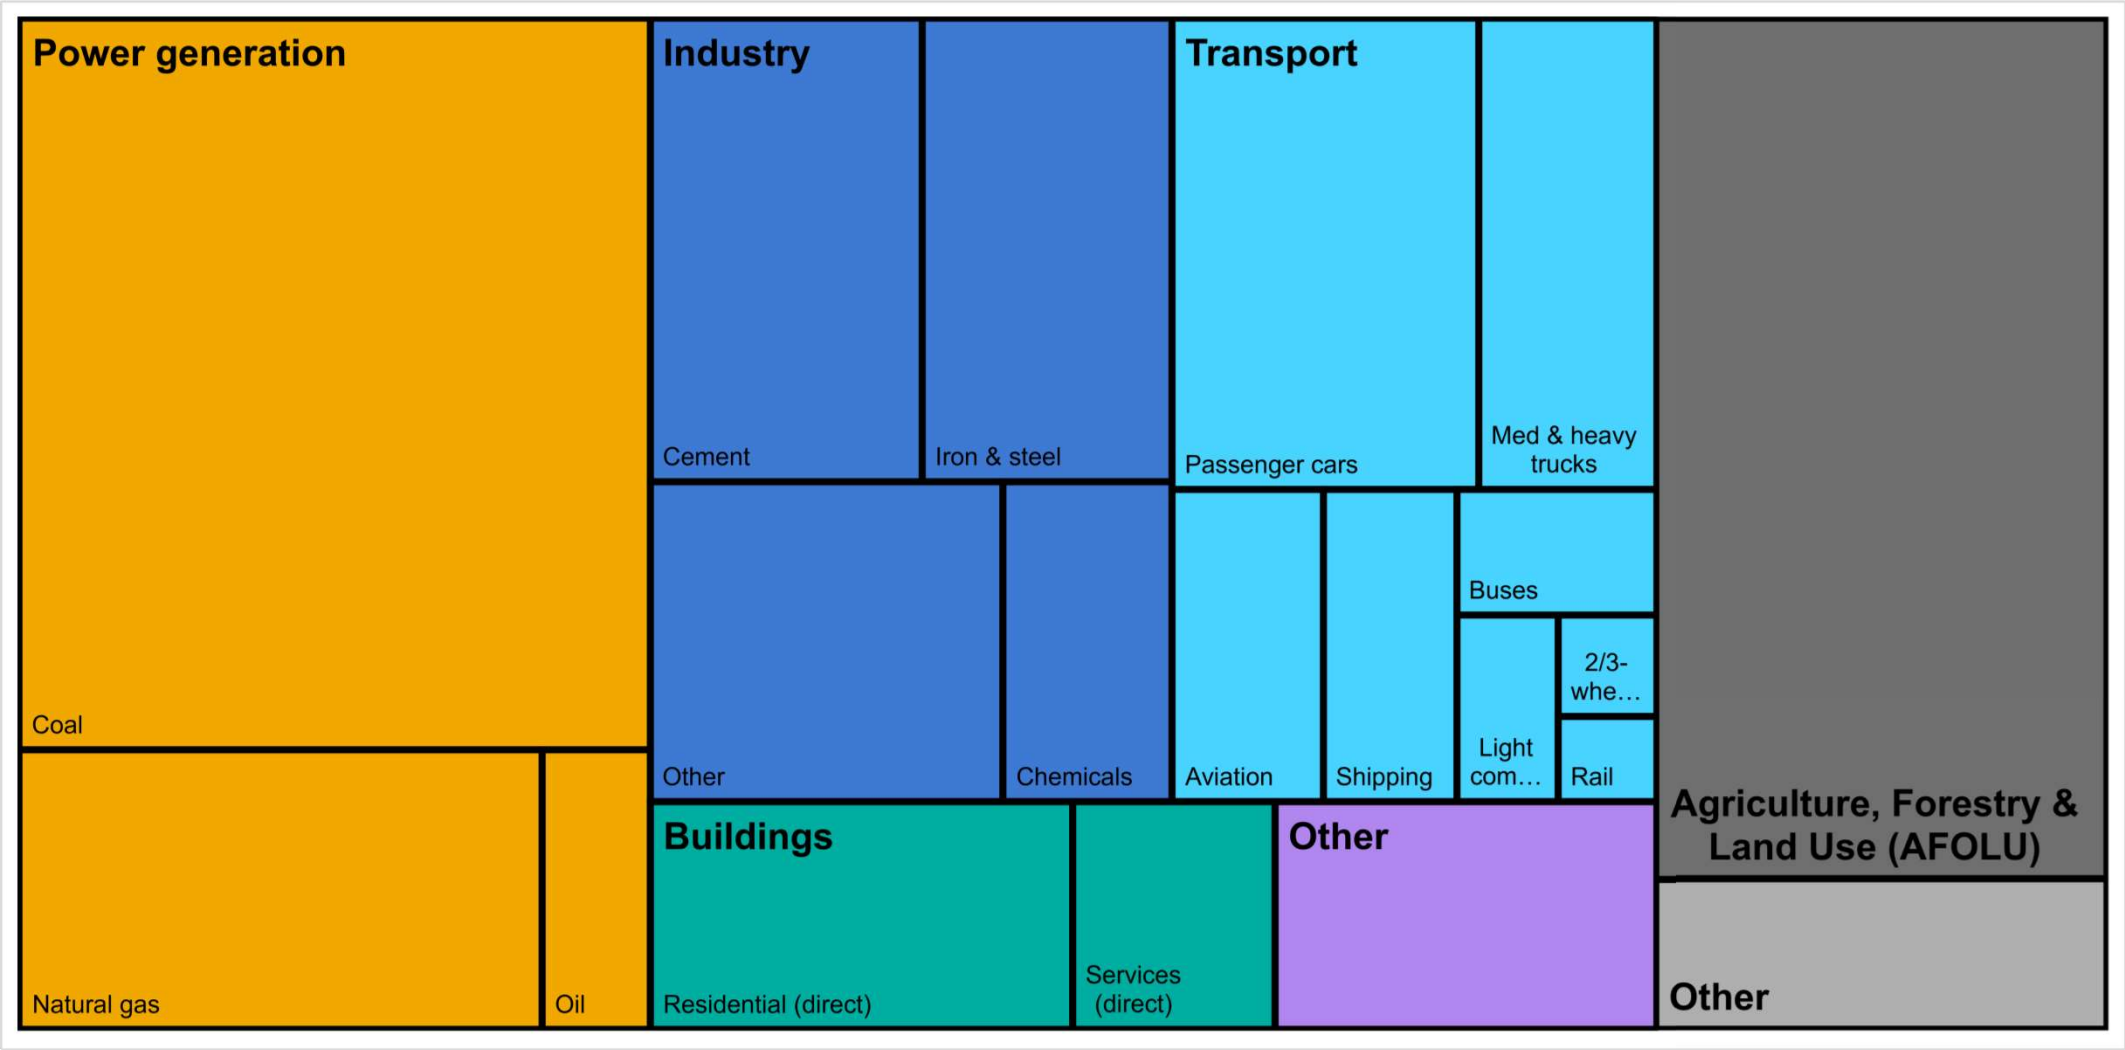 Power generation
Coal
Natural gas
Oil
Industry
Cement
Iron & steel
Other
Chemicals
Transport
Passenger cars
Med & heavy
trucks
Aviation
Shipping
Buses
Light
com…
2/3-
whe…
Rail
Buildings
Residential (direct)
Services
(direct)
Other
Agriculture, Forestry &
Land Use (AFOLU)
Other